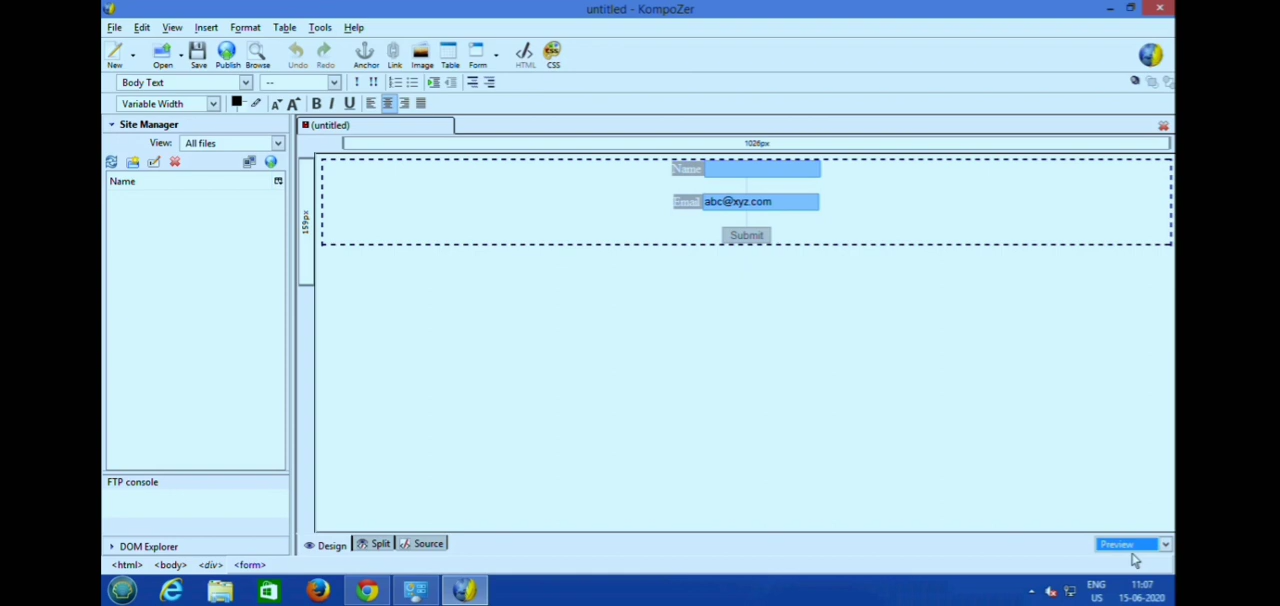 untitled - KompoZer
File Edit View Insert Format Table Tools Help
New Open Save Publish Browse Undo Redo Anchor Link Image Table Form HTML CSS
CSS
Body Text --
Variable Width A A B I U
Site Manager
(untitled)
View: All files
1026px
Name
159px
Name
Email abc@xyz.com
Submit
FTP console
DOM Explorer
Design Split Source
Preview
<html> <body> <div> <form>
ENG 11:07
US 15-06-2020